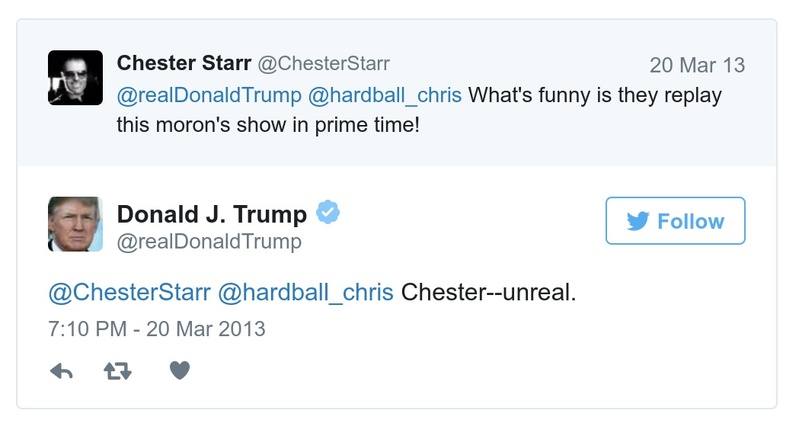 Chester Starr @ChesterStarr 20 Mar 13
@realDonaldTrump @hardball_chris What's funny is they replay
this moron's show in prime time!
Donald J. Trump
@realDonaldTrump
Follow
@ChesterStarr @hardball_chris Chester--unreal.
7:10 PM - 20 Mar 2013